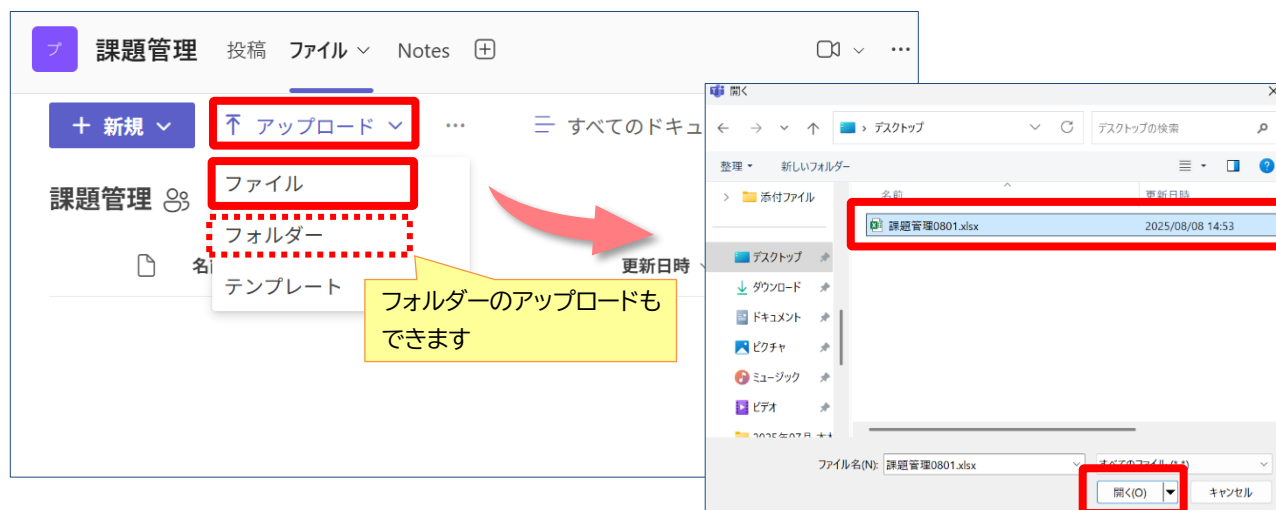 プ 課題管理 投稿 ファイル Notes
+ 新規 アップロード … すべてのドキュ
ファイル
課題管理
フォルダー
更新日時
テンプレート
フォルダーのアップロードも
できます
開く
デスクトップ デスクトップの検索
整理 新しいフォルダー
添付ファイル 名前 更新日時
課題管理0801.xlsx 2025/08/08 14:53
デスクトップ
ダウンロード
ドキュメント
ピクチャ
ミュージック
ビデオ
ファイル名(N): 課題管理0801.xlsx すべてのファイル (*.*)
開く(O) キャンセル